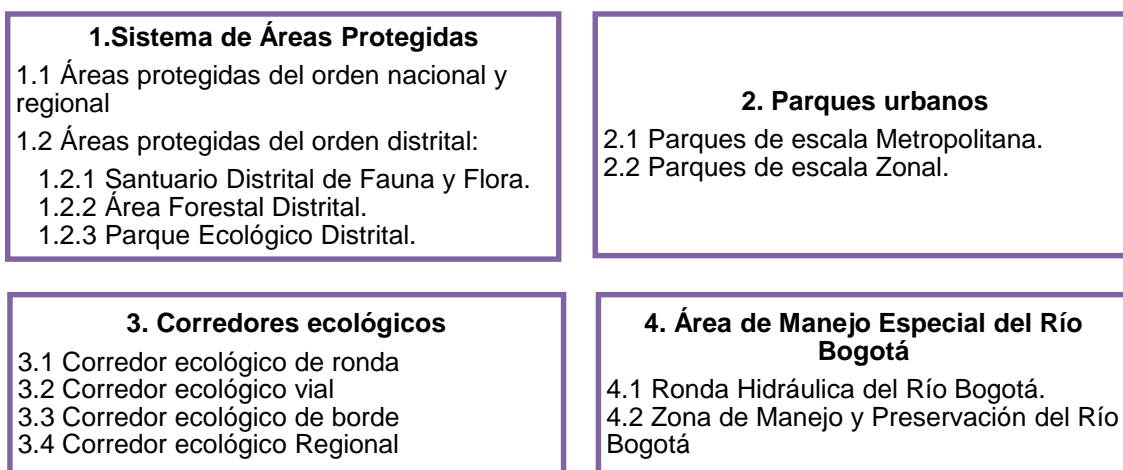 1.Sistema de Áreas Protegidas
1.1 Áreas protegidas del orden nacional y
regional
1.2 Áreas protegidas del orden distrital:
1.2.1 Santuario Distrital de Fauna y Flora.
1.2.2 Área Forestal Distrital.
1.2.3 Parque Ecológico Distrital.
2. Parques urbanos
2.1 Parques de escala Metropolitana.
2.2 Parques de escala Zonal.
3. Corredores ecológicos
3.1 Corredor ecológico de ronda
3.2 Corredor ecológico vial
3.3 Corredor ecológico de borde
3.4 Corredor ecológico Regional
4. Área de Manejo Especial del Río
Bogotá
4.1 Ronda Hidráulica del Río Bogotá.
4.2 Zona de Manejo y Preservación del Río
Bogotá